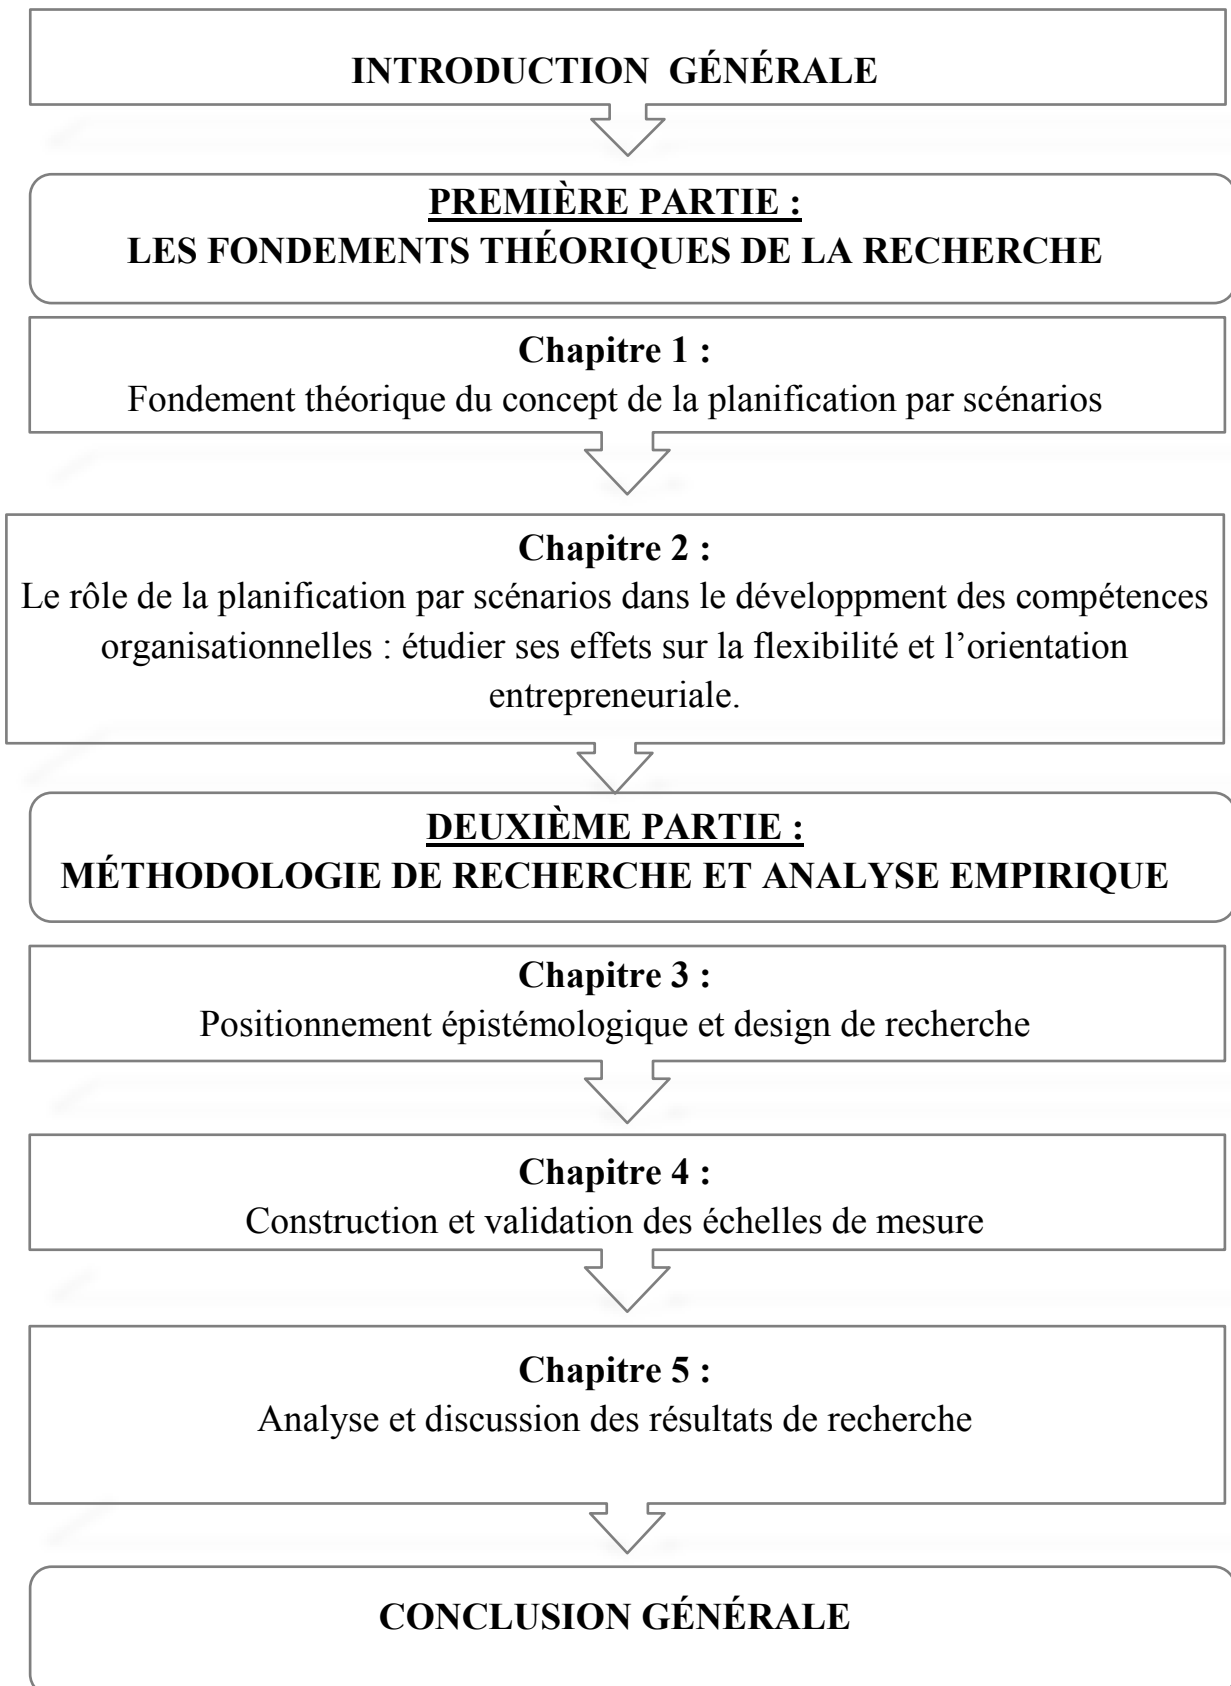 INTRODUCTION GÉNÉRALE
PREMIÈRE PARTIE :
LES FONDEMENTS THÉORIQUES DE LA RECHERCHE
Chapitre 1 :
Fondement théorique du concept de la planification par scénarios
Chapitre 2 :
Le rôle de la planification par scénarios dans le développment des compétences
organisationnelles : étudier ses effets sur la flexibilité et l’orientation
entrepreneuriale.
DEUXIÈME PARTIE :
MÉTHODOLOGIE DE RECHERCHE ET ANALYSE EMPIRIQUE
Chapitre 3 :
Positionnement épistémologique et design de recherche
Chapitre 4 :
Construction et validation des échelles de mesure
Chapitre 5 :
Analyse et discussion des résultats de recherche
CONCLUSION GÉNÉRALE